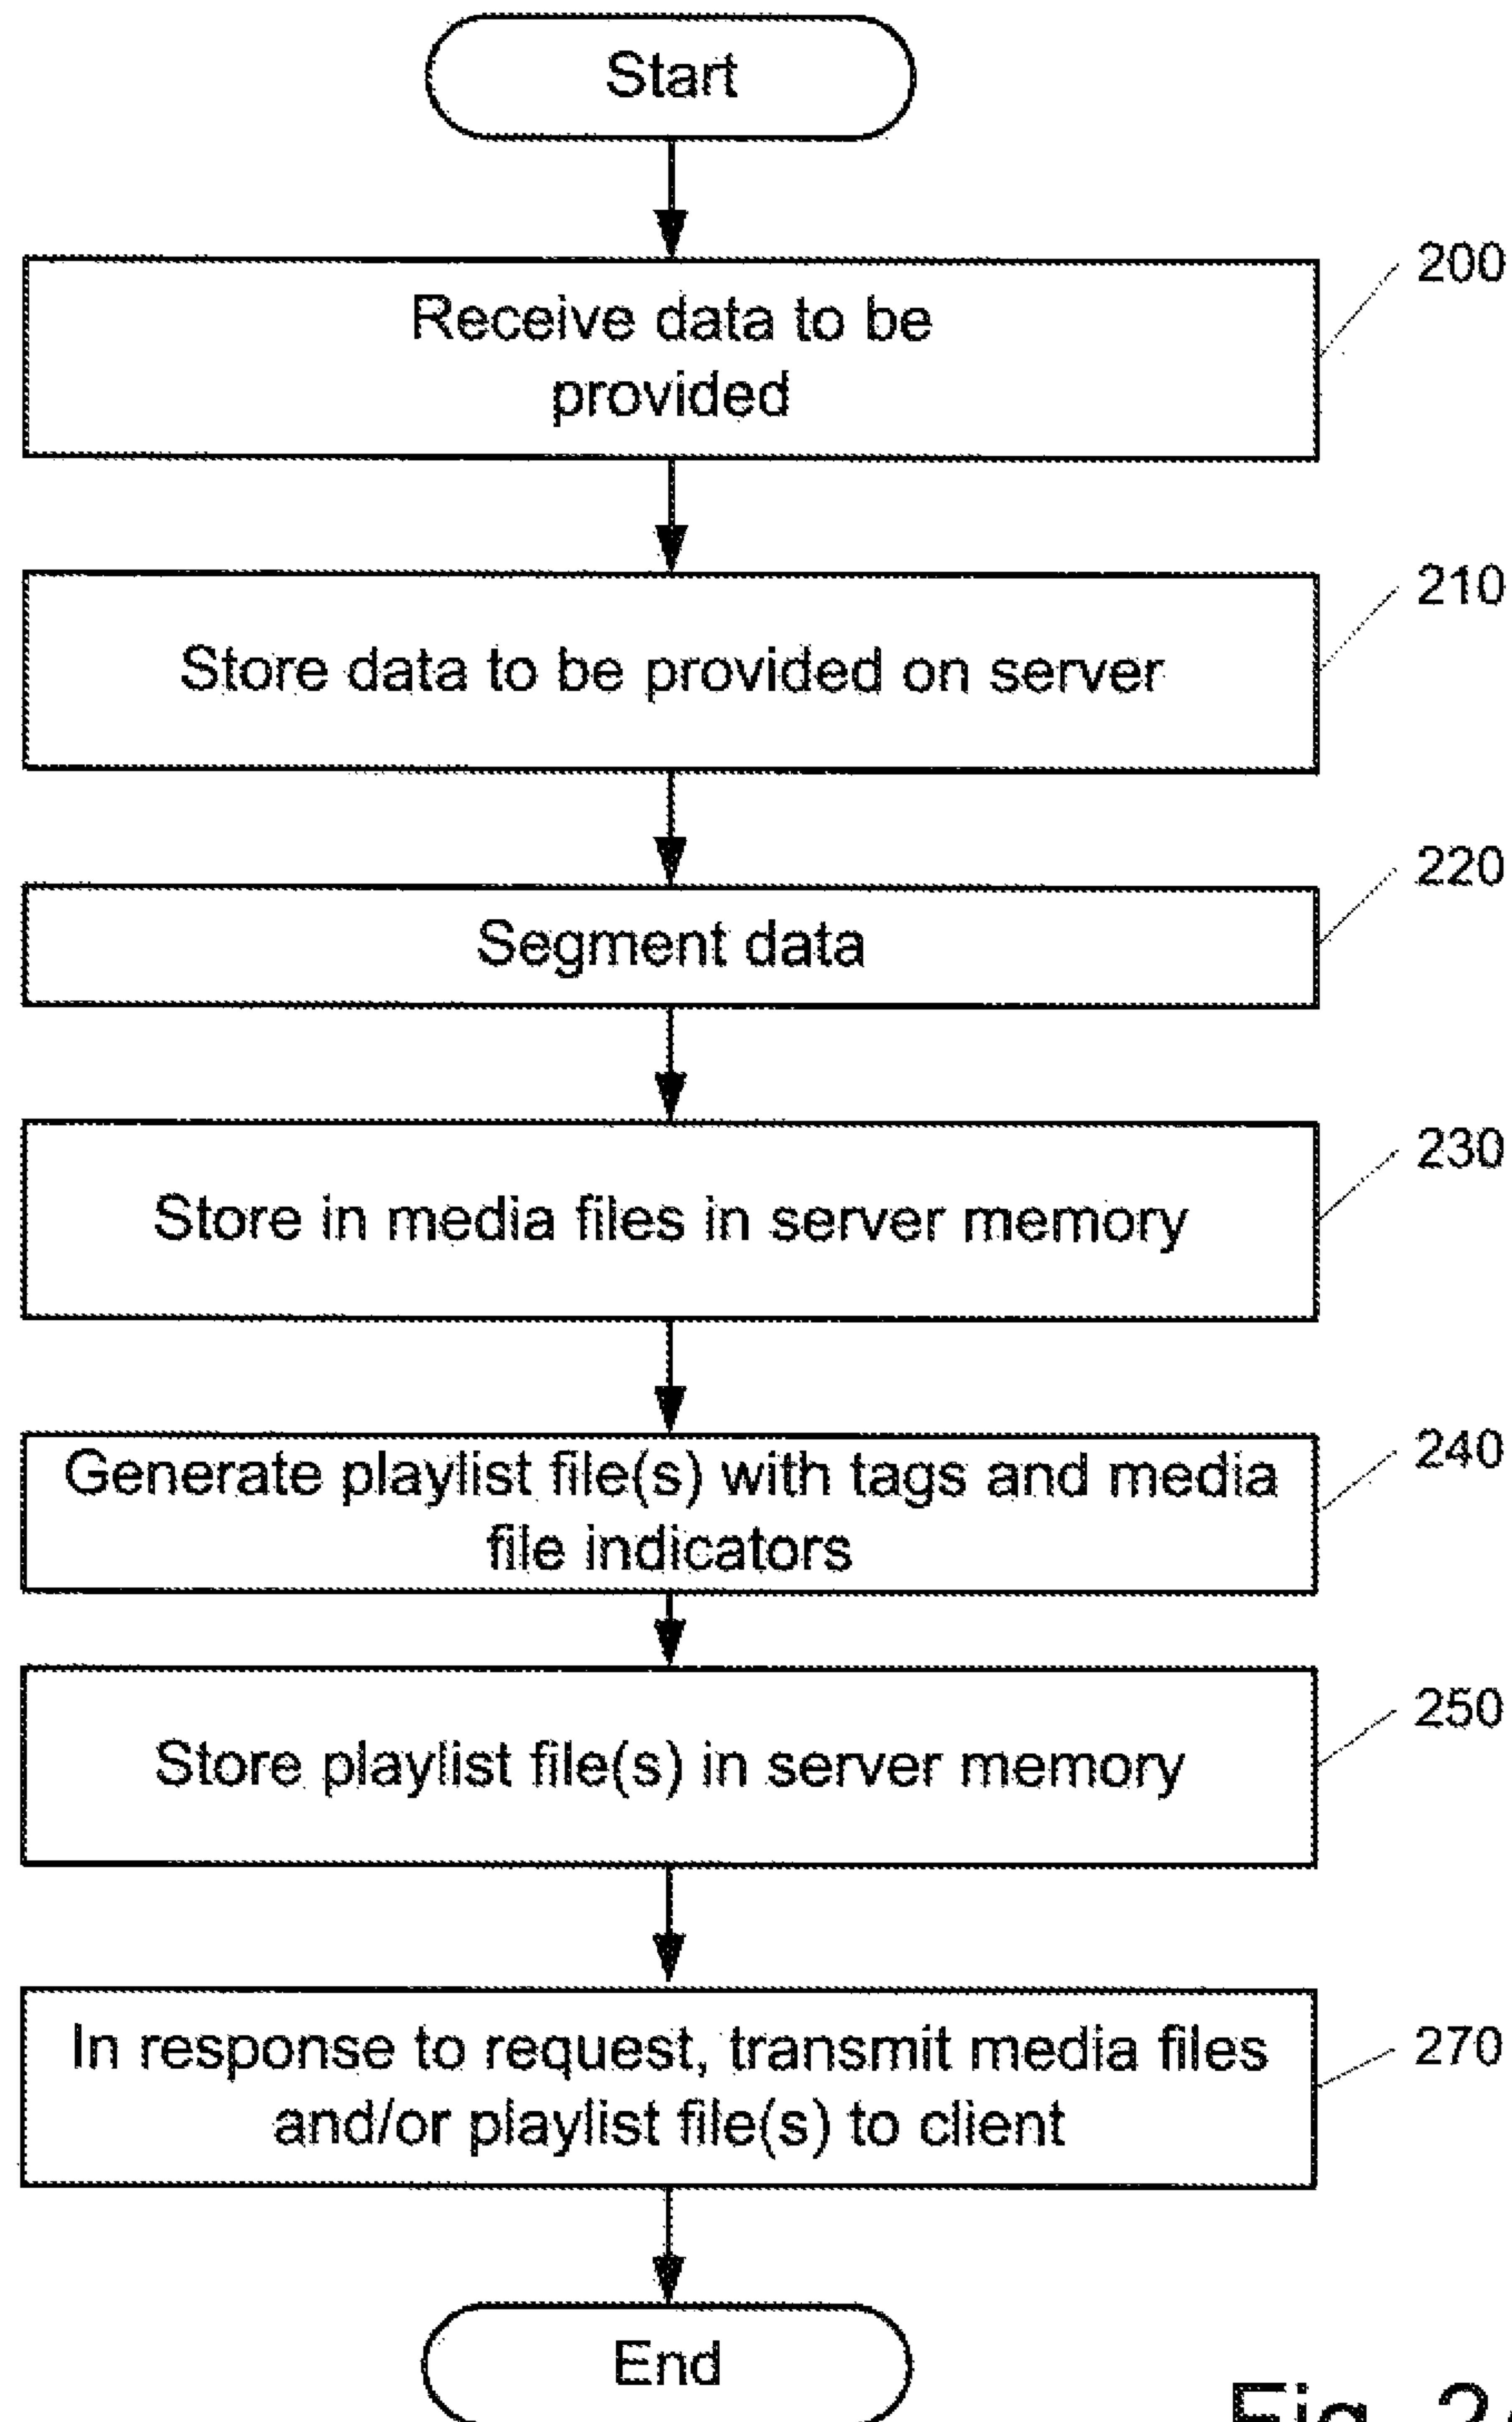 Start
200
Receive data to be
provided
210
Store data to be provided on server
220
Segment data
230
Store in media files in server memory
240
Generate playlist file(s) with tags and media
file indicators
250
Store playlist file(s) in server memory
270
In response to request, transmit media files
and/or playlist file(s) to client
End
Fig.